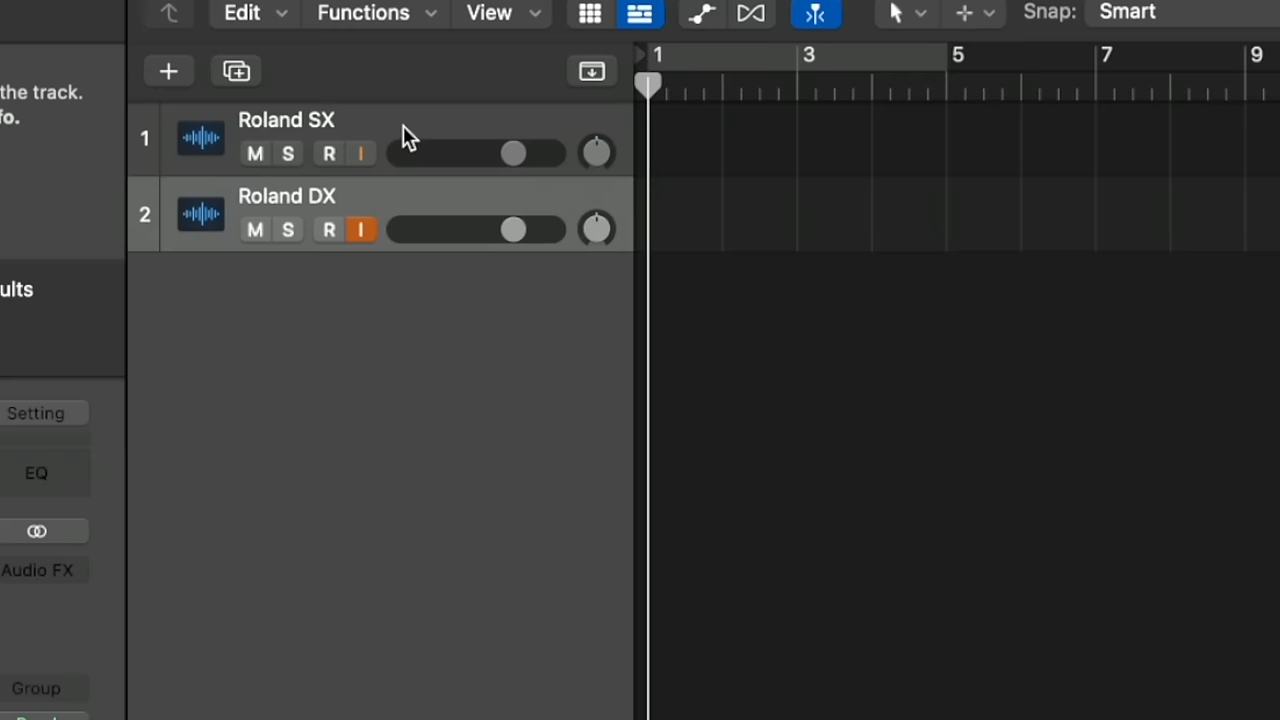 Edit
Functions
View
Snap:
Smart
the track.
fo.
1
3
5
7
9
1
Roland SX
M
S
R
I
2
Roland DX
M
S
R
I
ults
Setting
EQ
Audio FX
Group